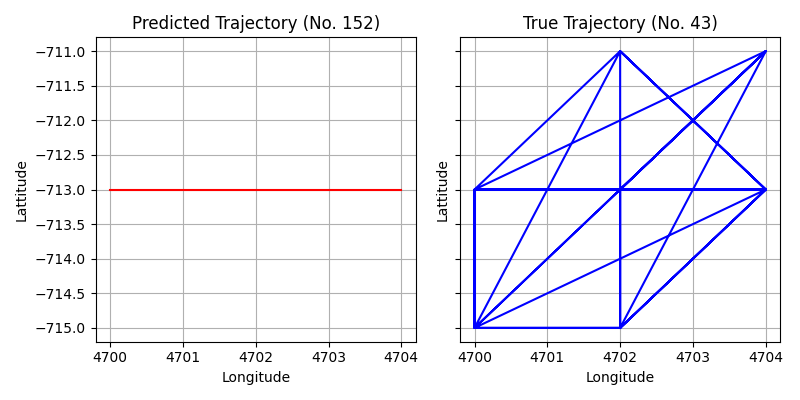 Predicted Trajectory (No. 152)
−711.0
−711.5
−712.0
−712.5
−713.0
−713.5
−714.0
−714.5
−715.0
Lattitude
4700 4701 4702 4703 4704
Longitude
True Trajectory (No. 43)
Lattitude
4700 4701 4702 4703 4704
Longitude